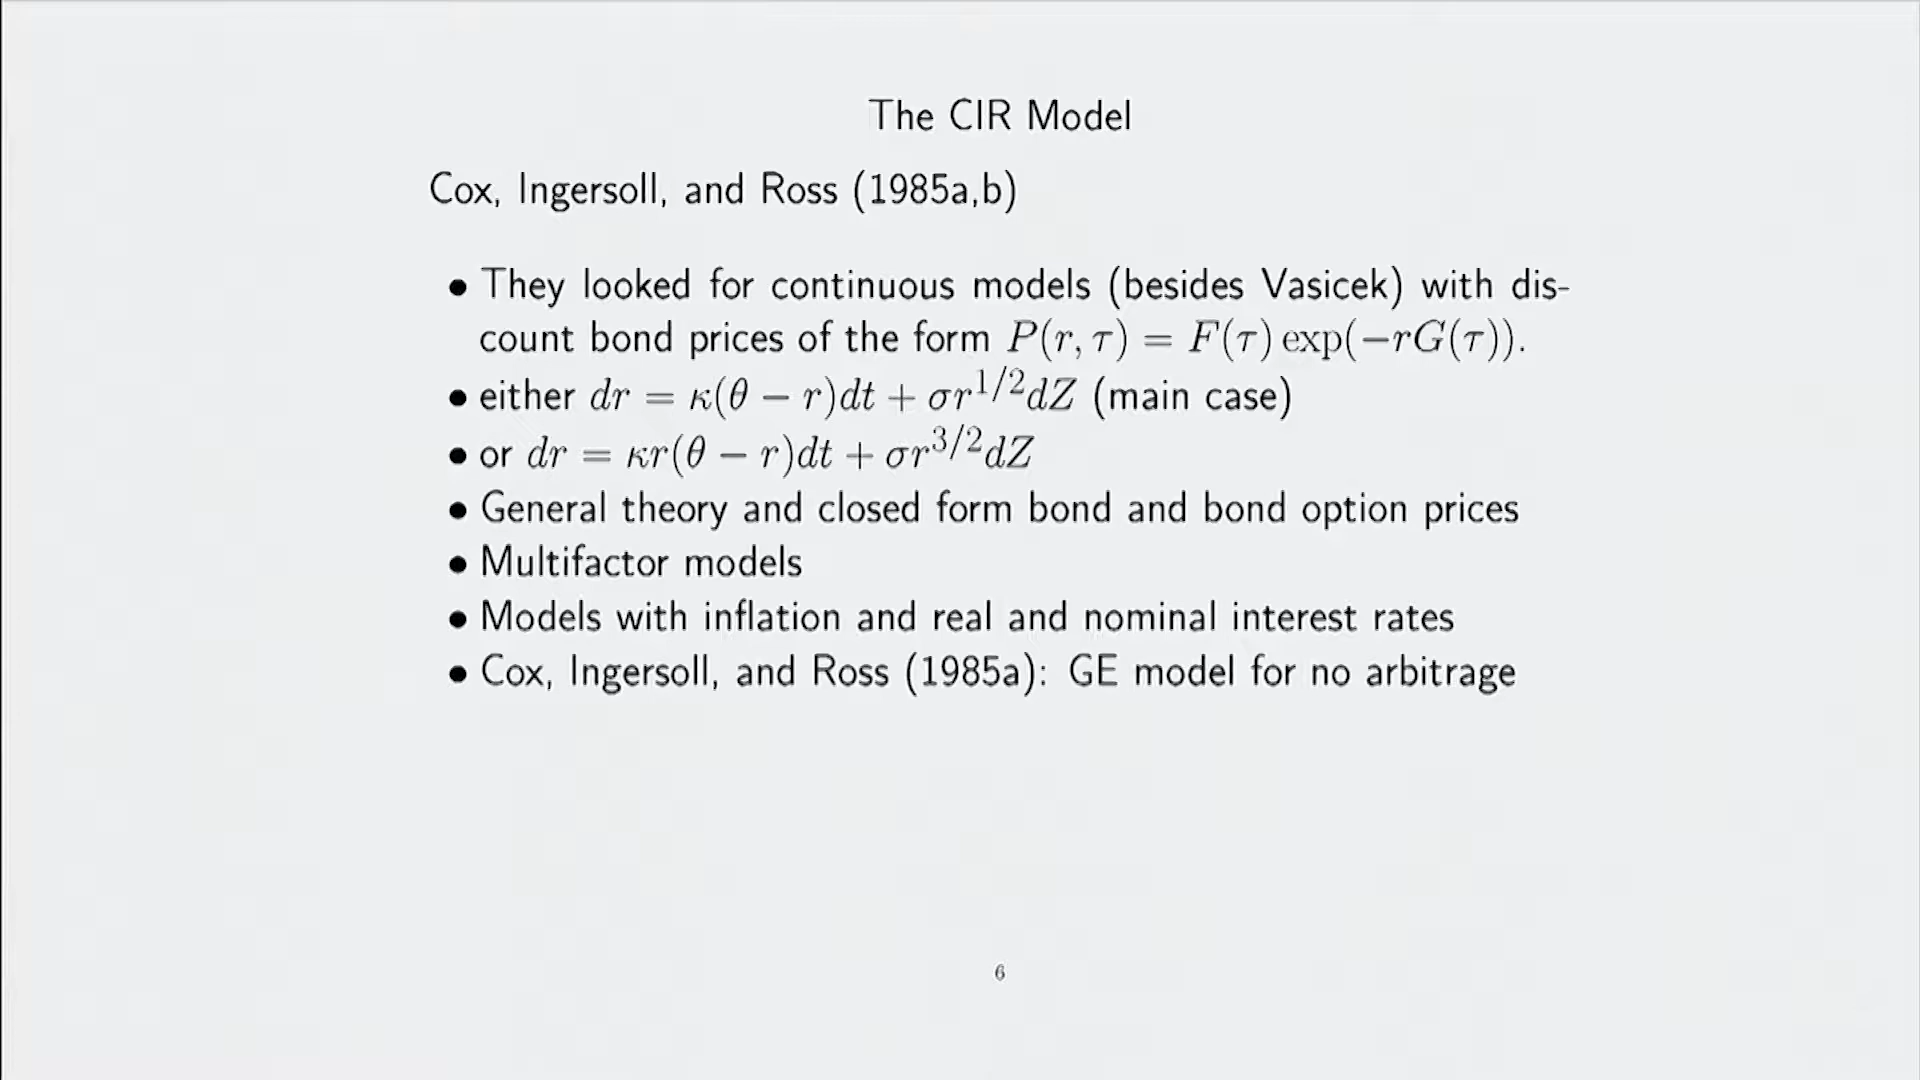 The CIR Model
Cox, Ingersoll, and Ross (1985a,b)
• They looked for continuous models (besides Vasicek) with dis-
count bond prices of the form P(r, τ) = F(τ) exp(−rG(τ)).
• either dr = κ(θ − r)dt + σr^{1/2}dZ (main case)
• or dr = κr(θ − r)dt + σr^{3/2}dZ
• General theory and closed form bond and bond option prices
• Multifactor models
• Models with inflation and real and nominal interest rates
• Cox, Ingersoll, and Ross (1985a): GE model for no arbitrage
6